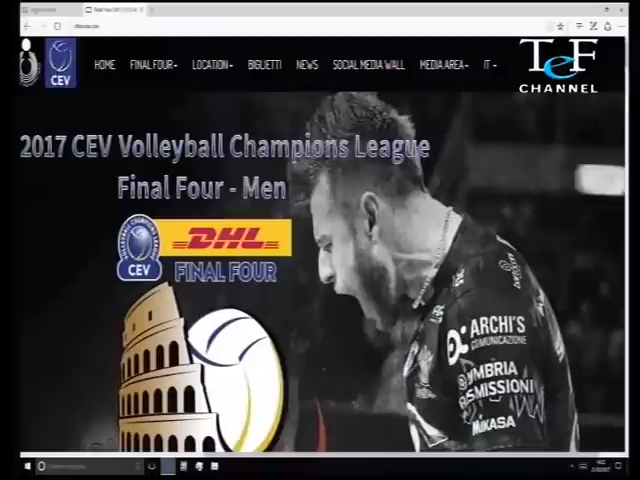 HOME FINAL FOUR LOCATION BIGLIETTI NEWS SOCIAL MEDIA WALL MEDIA AREA IT
CEV
TeF
CHANNEL
2017 CEV Volleyball Champions League
Final Four - Men
DHL
CEV
FINAL FOUR
ARCHI'S
COMUNICAZIONE
UMBRIA
MIKASA